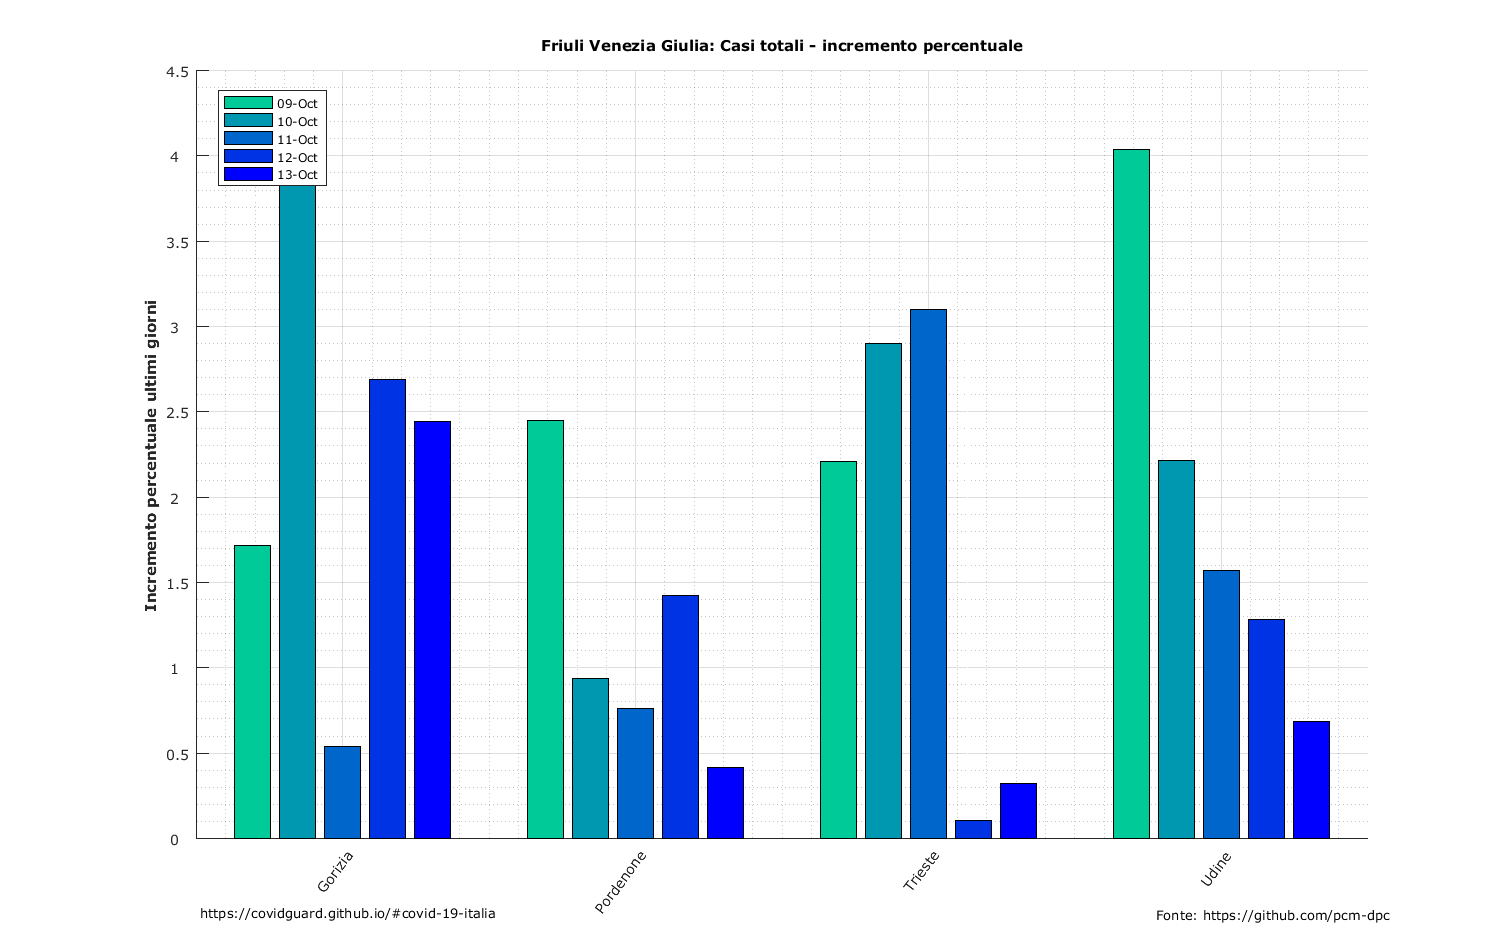 Friuli Venezia Giulia: Casi totali - incremento percentuale
4.5
4
3.5
3
2.5
2
1.5
1
0.5
0
Incremento percentuale ultimi giorni
09-Oct
10-Oct
11-Oct
12-Oct
13-Oct
Gorizia
Pordenone
Trieste
Udine
https://covidguard.github.io/#covid-19-italia
Fonte: https://github.com/pcm-dpc